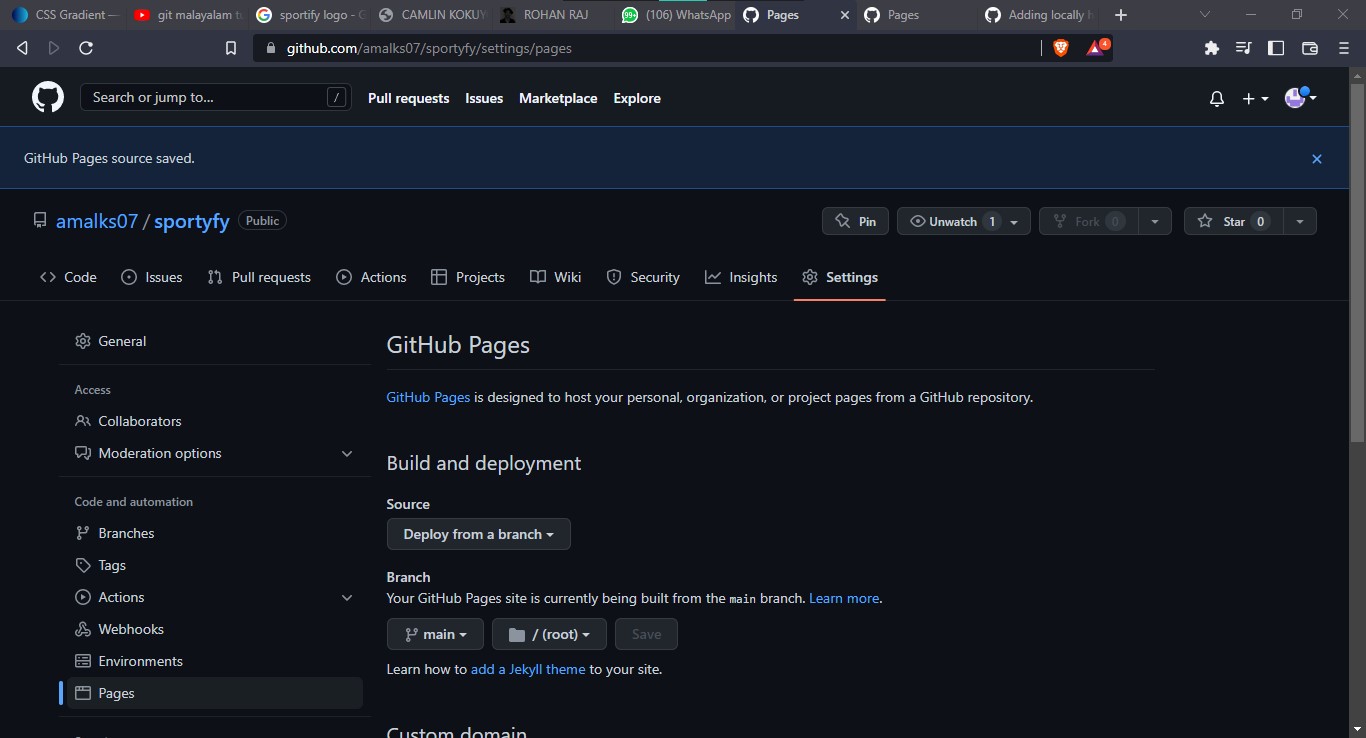 CSS Gradient —
git malayalam tu
sportify logo - G
CAMLIN KOKUY
ROHAN RAJ
99+
(106) WhatsApp
Pages
Pages
Adding locally h
github.com/amalks07/sportyfy/settings/pages
4
Search or jump to...
/
Pull requests
Issues
Marketplace
Explore
GitHub Pages source saved.
amalks07 / sportyfy
Public
Pin
Unwatch 1
Fork 0
Star 0
Code
Issues
Pull requests
Actions
Projects
Wiki
Security
Insights
Settings
General
Access
Collaborators
Moderation options
Code and automation
Branches
Tags
Actions
Webhooks
Environments
Pages
GitHub Pages
GitHub Pages is designed to host your personal, organization, or project pages from a GitHub repository.
Build and deployment
Source
Deploy from a branch
Branch
Your GitHub Pages site is currently being built from the main branch. Learn more.
main
/ (root)
Save
Learn how to add a Jekyll theme to your site.
Custom domain